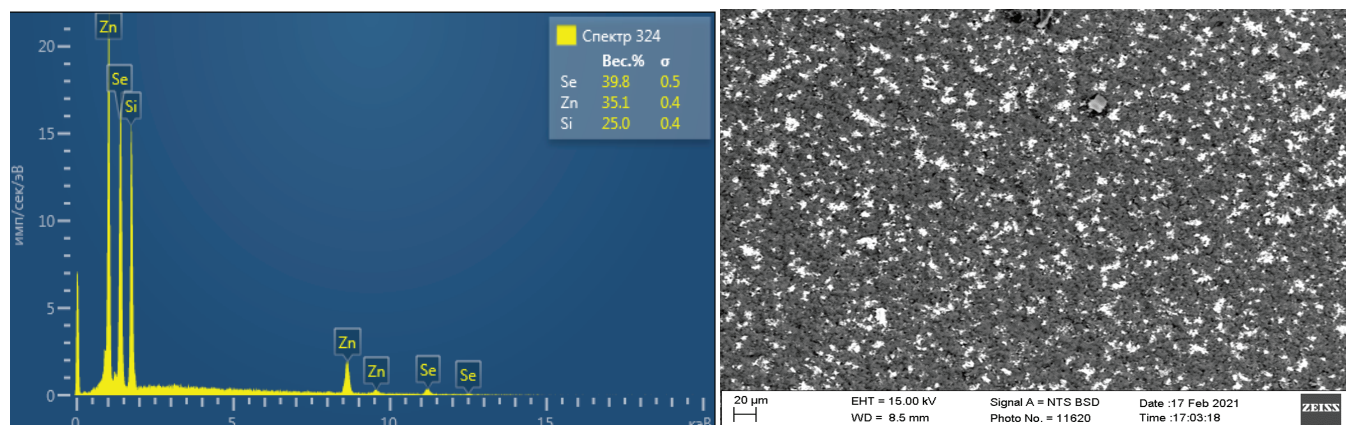 Спектр 324
Вес.% σ
Se 39.8 0.5
Zn 35.1 0.4
Si 25.0 0.4
Zn
Se
Si
Zn
Zn
Se
Se
имп/сек/эВ
20
15
10
5
0
0 5 10 15
кэВ
20 µm
EHT = 15.00 kV
WD = 8.5 mm
Signal A = NTS BSD
Photo No. = 11620
Date :17 Feb 2021
Time :17:03:18
ZEISS